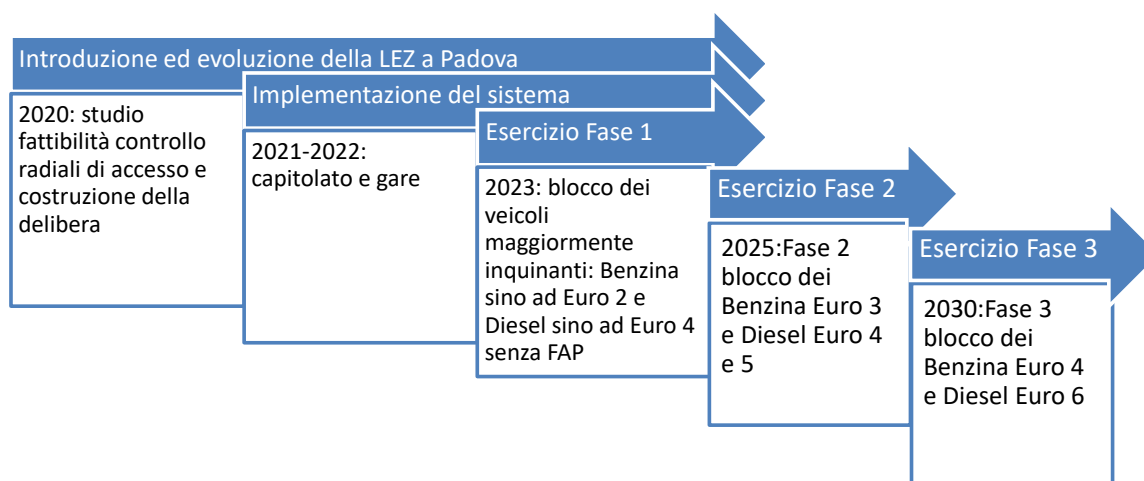 Introduzione ed evoluzione della LEZ a Padova
2020: studio
fattibilità controllo
radiali di accesso e
costruzione della
delibera
Implementazione del sistema
2021-2022:
capitolato e gare
Esercizio Fase 1
2023: blocco dei
veicoli
maggiormente
inquinanti: Benzina
sino ad Euro 2 e
Diesel sino ad Euro 4
senza FAP
Esercizio Fase 2
2025:Fase 2
blocco dei
Benzina Euro 3
e Diesel Euro 4
e 5
Esercizio Fase 3
2030:Fase 3
blocco dei
Benzina Euro 4
e Diesel Euro 6